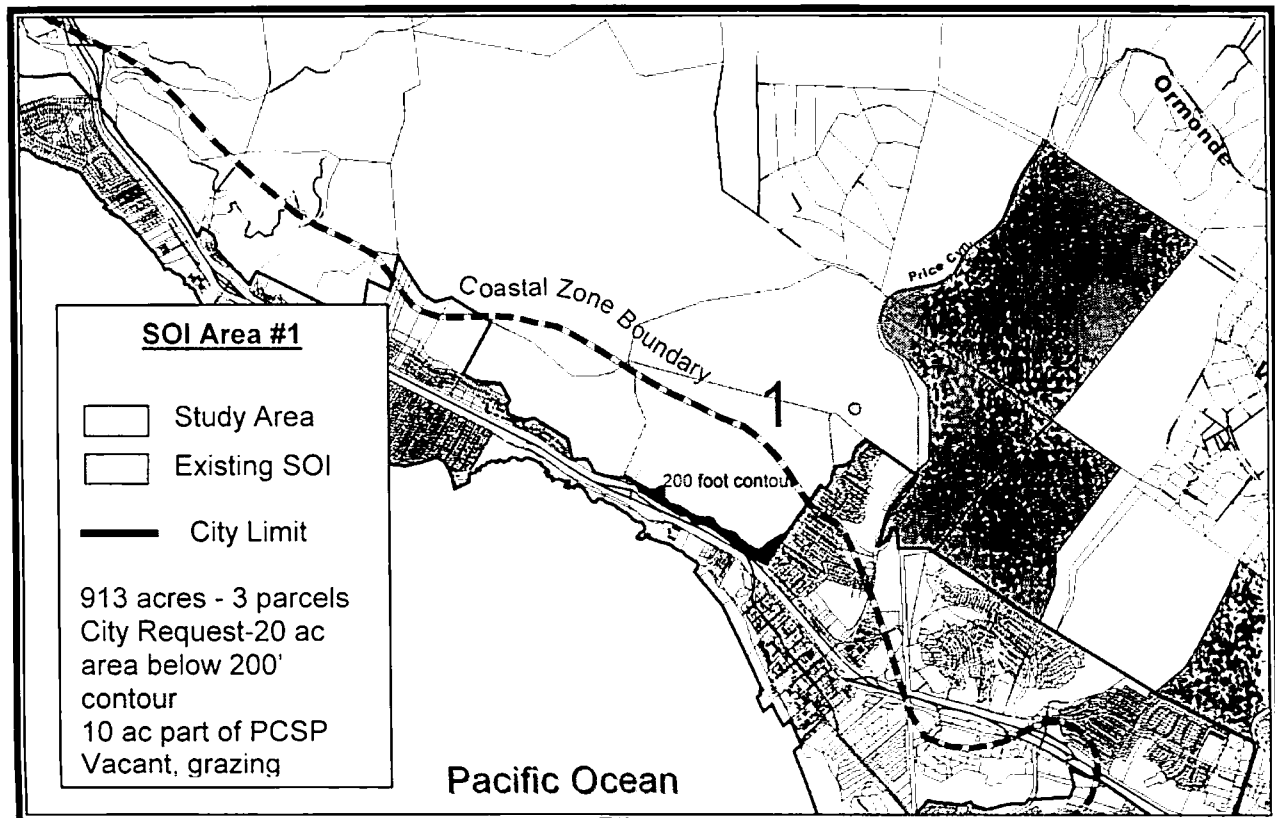 Ormonde
Price Cyn.
Coastal Zone Boundary
1
200 foot contour
SOI Area #1
Study Area
Existing SOI
City Limit
913 acres - 3 parcels
City Request-20 ac
area below 200'
contour
10 ac part of PCSP
Vacant, grazing
Pacific Ocean